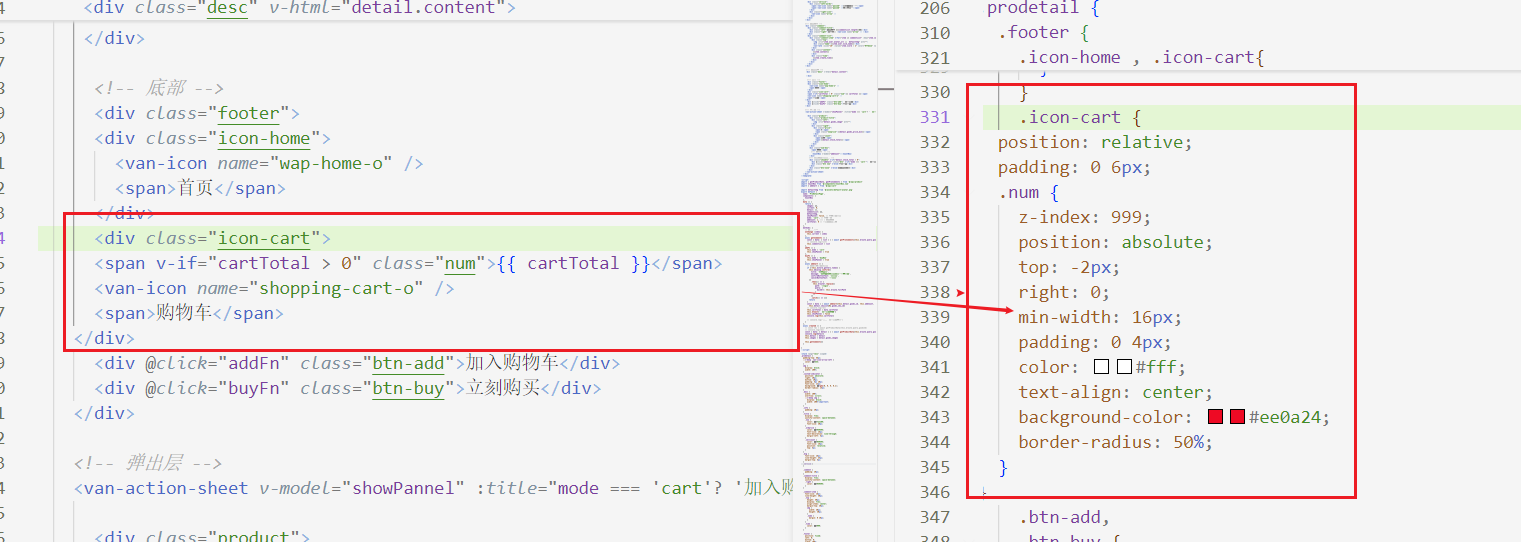 4 <div class="desc" v-html="detail.content">
6 </div>
7
8 <!-- 底部 -->
9 <div class="footer">
0 <div class="icon-home">
1 <van-icon name="wap-home-o" />
2 <span>首页</span>
3 </div>
4 <div class="icon-cart">
5 <span v-if="cartTotal > 0" class="num">{{ cartTotal }}</span>
6 <van-icon name="shopping-cart-o" />
7 <span>购物车</span>
8 </div>
9 <div @click="addFn" class="btn-add">加入购物车</div>
0 <div @click="buyFn" class="btn-buy">立刻购买</div>
1 </div>
2
3 <!-- 弹出层 -->
4 <van-action-sheet v-model="showPannel" :title="mode === 'cart'? '加入购
5
<div class="product">
206 prodetail {
310 .footer {
321 .icon-home , .icon-cart{
330 }
331 .icon-cart {
332 position: relative;
333 padding: 0 6px;
334 .num {
335 z-index: 999;
336 position: absolute;
337 top: -2px;
338 right: 0;
339 min-width: 16px;
340 padding: 0 4px;
341 color: #fff;
342 text-align: center;
343 background-color: #ee0a24;
344 border-radius: 50%;
345 }
346 }
347 .btn-add,
348 .btn-buy {